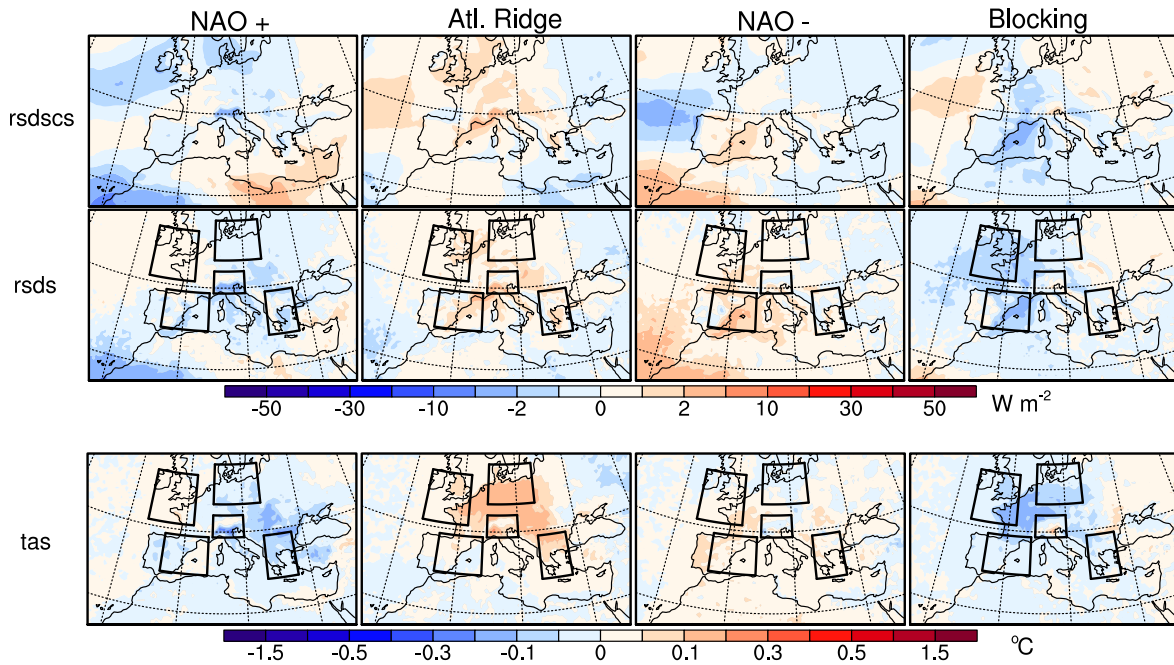 NAO + Atl. Ridge NAO - Blocking
rsdscs
rsds
-50 -30 -10 -2 0 2 10 30 50 W m-2
tas
-1.5 -0.5 -0.3 -0.1 0 0.1 0.3 0.5 1.5 °C